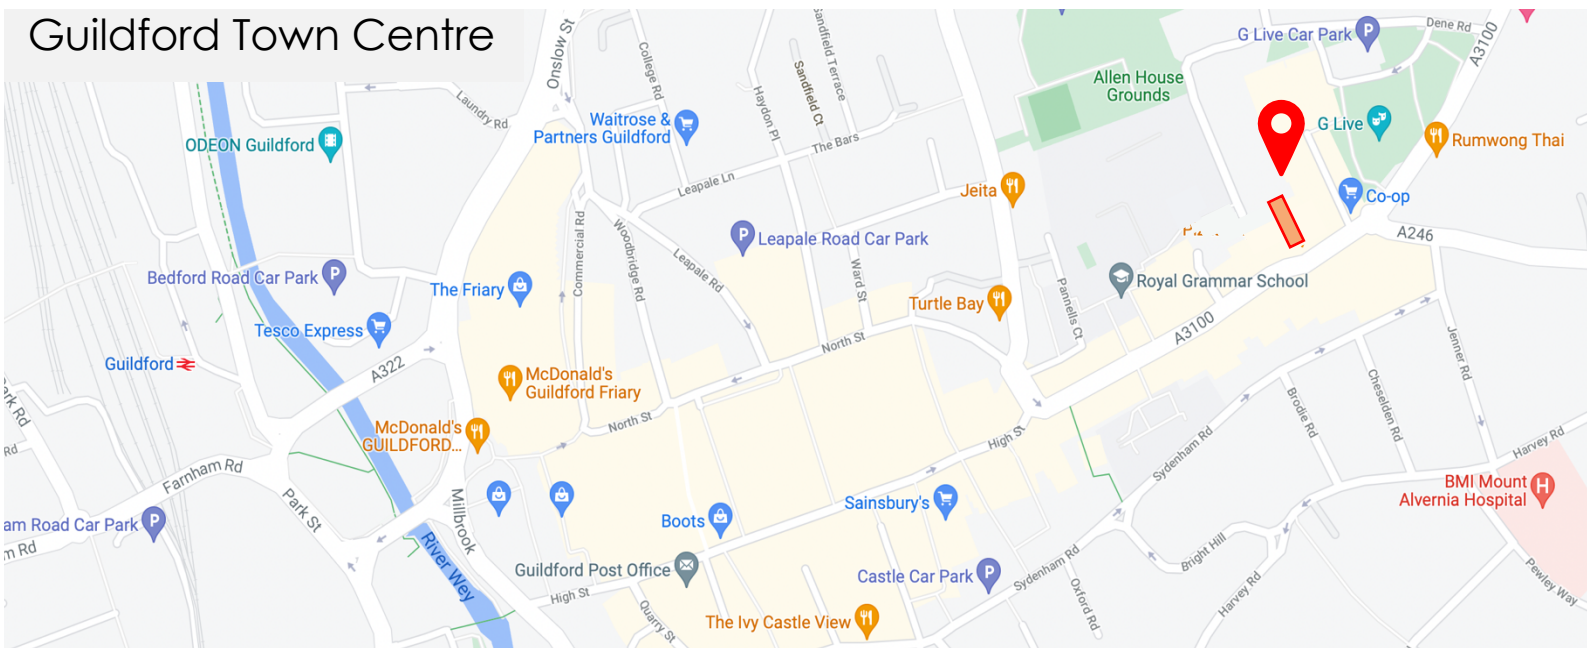 Guildford Town Centre
Onslow St
College Rd
Sandfield Terrace
Sandfield Ct
Haydon Pl
Laundry Rd
Waitrose &
Partners Guildford
ODEON Guildford
The Bars
Leapale Ln
Allen House
Grounds
G Live Car Park
Dene Rd
A3100
G Live
Rumwong Thai
Co-op
A246
Jeita
Leapale Road Car Park
Commercial Rd
Woodbridge Rd
Leapale Rd
Ward St
Bedford Road Car Park
The Friary
Tesco Express
Turtle Bay
Pannells Ct
Royal Grammar School
A3100
Guildford
A322
North St
McDonald's
Guildford Friary
McDonald's
GUILDFORD...
North St
High St
Jenner Rd
Cheselden Rd
Brodie Rd
Sydenham Rd
Harvey Rd
ark Rd
Rd
Farnham Rd
Park St
Millbrook
am Road Car Park
m Rd
River Wey
Boots
Sainsbury's
BMI Mount
Alvernia Hospital
Guildford Post Office
High St
Castle Car Park
Sydenham Rd
Bright Hill
Harvey Rd
Oxford Rd
Pewley Way
Quarry St
The Ivy Castle View